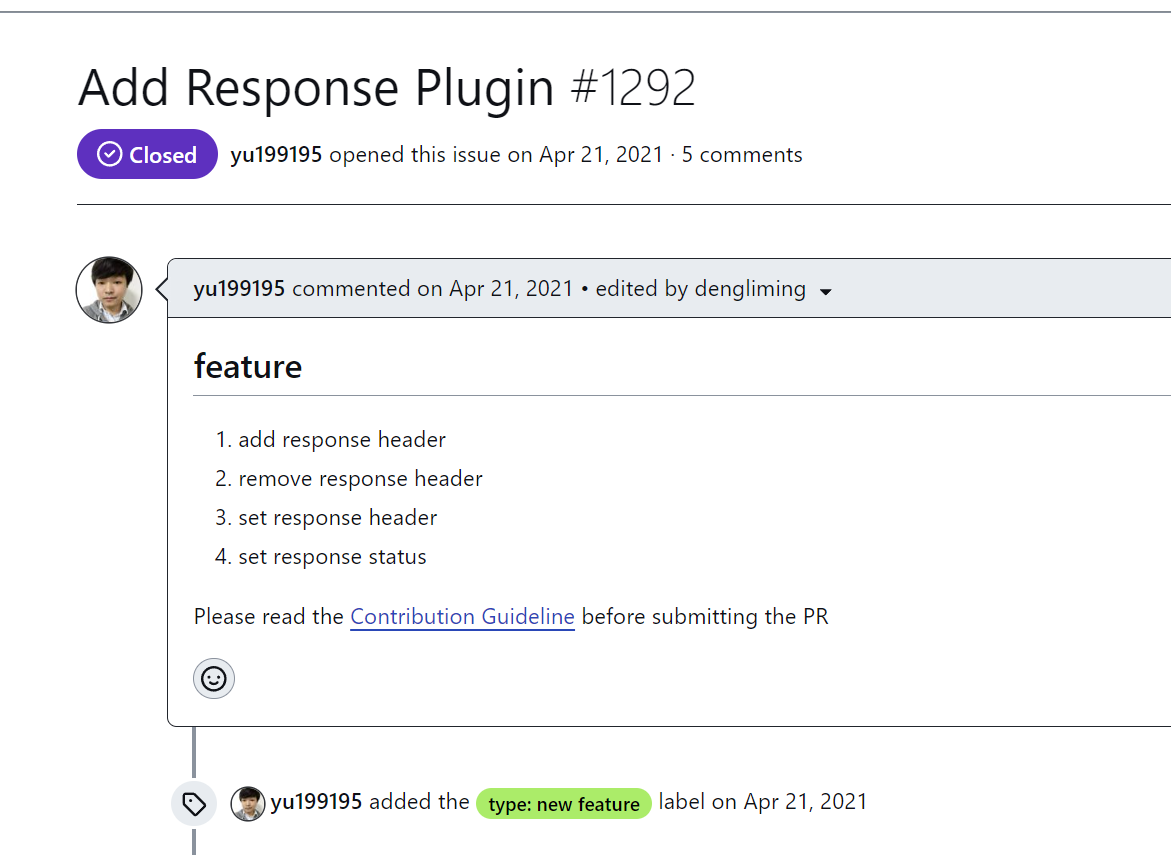 Add Response Plugin #1292
Closed yu199195 opened this issue on Apr 21, 2021 · 5 comments
yu199195 commented on Apr 21, 2021 • edited by dengliming
feature
1. add response header
2. remove response header
3. set response header
4. set response status
Please read the Contribution Guideline before submitting the PR
yu199195 added the type: new feature label on Apr 21, 2021